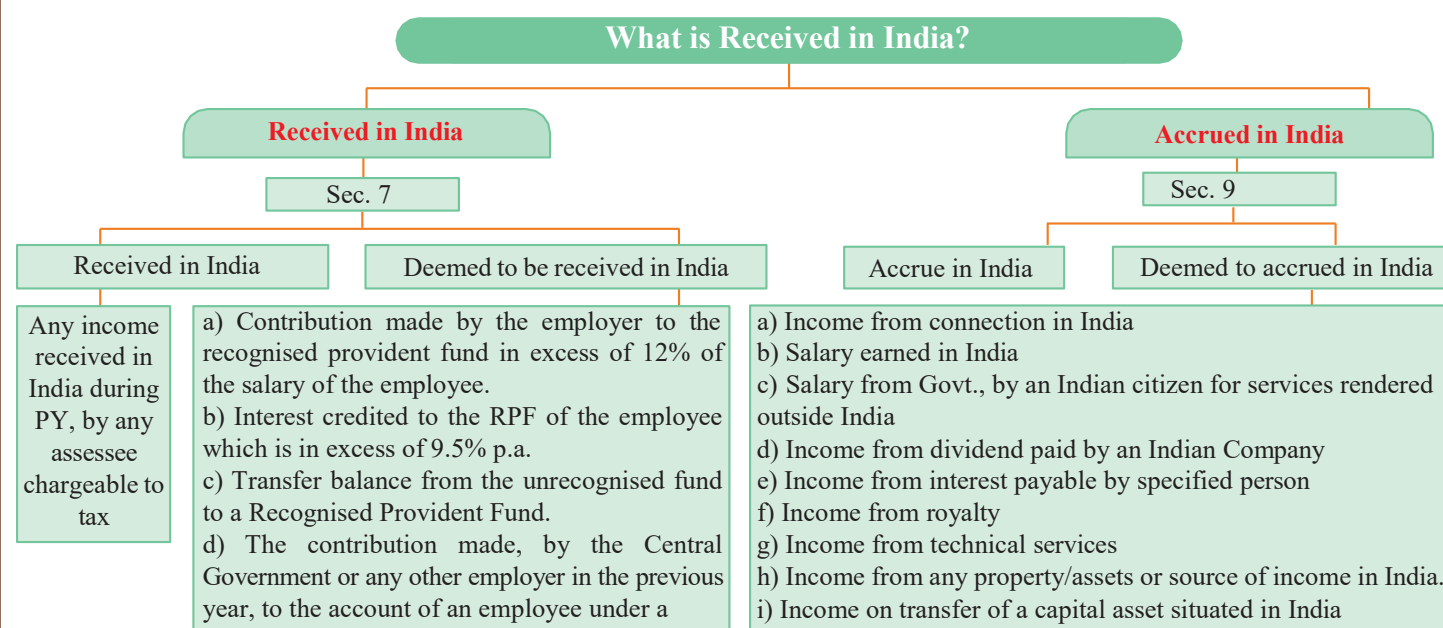 What is Received in India?
Received in India
Accrued in India
Sec. 7
Sec. 9
Received in India
Deemed to be received in India
Accrue in India
Deemed to accrued in India
Any income
received in
India during
PY, by any
assessee
chargeable to
tax
a) Contribution made by the employer to the
recognised provident fund in excess of 12% of
the salary of the employee.
b) Interest credited to the RPF of the employee
which is in excess of 9.5% p.a.
c) Transfer balance from the unrecognised fund
to a Recognised Provident Fund.
d) The contribution made, by the Central
Government or any other employer in the previous
year, to the account of an employee under a
a) Income from connection in India
b) Salary earned in India
c) Salary from Govt., by an Indian citizen for services rendered
outside India
d) Income from dividend paid by an Indian Company
e) Income from interest payable by specified person
f) Income from royalty
g) Income from technical services
h) Income from any property/assets or source of income in India.
i) Income on transfer of a capital asset situated in India